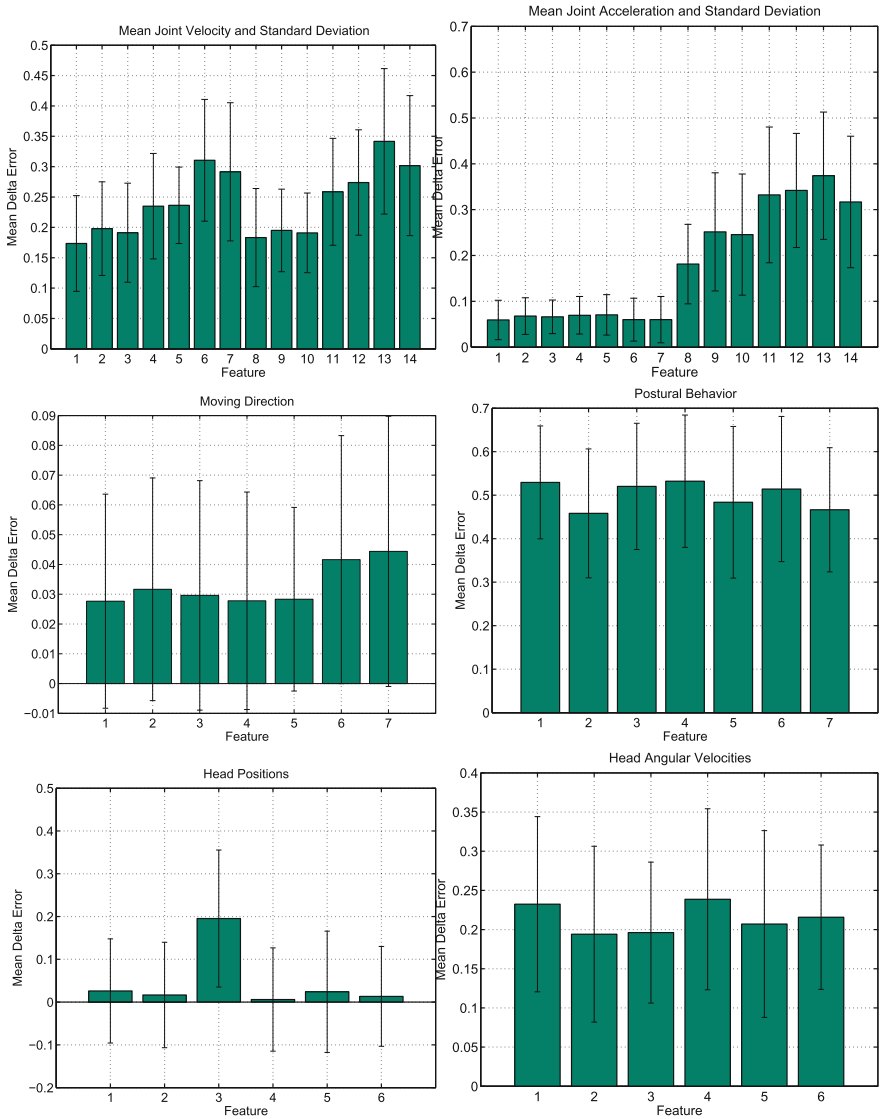 Mean Joint Velocity and Standard Deviation
0.5
0.45
0.4
0.35
0.3
0.25
0.2
0.15
0.1
0.05
0
Mean Delta Error
1 2 3 4 5 6 7 8 9 10 11 12 13 14
Feature
Mean Joint Acceleration and Standard Deviation
0.7
0.6
0.5
0.4
0.3
0.2
0.1
0
Mean Delta Error
1 2 3 4 5 6 7 8 9 10 11 12 13 14
Feature
Moving Direction
0.09
0.08
0.07
0.06
0.05
0.04
0.03
0.02
0.01
0
−0.01
Mean Delta Error
1 2 3 4 5 6 7
Feature
Postural Behavior
0.7
0.6
0.5
0.4
0.3
0.2
0.1
0
Mean Delta Error
1 2 3 4 5 6 7
Feature
Head Positions
0.5
0.4
0.3
0.2
0.1
0
−0.1
−0.2
Mean Delta Error
1 2 3 4 5 6
Feature
Head Angular Velocities
0.4
0.35
0.3
0.25
0.2
0.15
0.1
0.05
0
Mean Delta Error
1 2 3 4 5 6
Feature